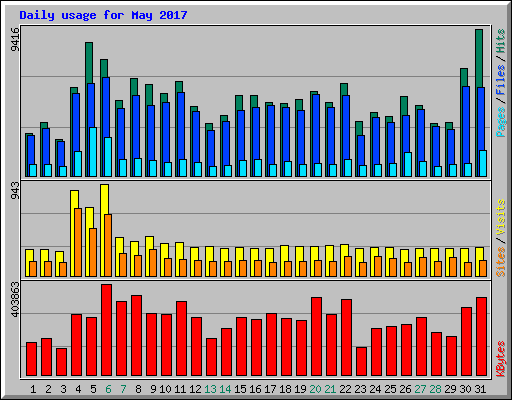 Daily usage for May 2017
9416
Pages / Files / Hits
943
Sites / Visits
403863
KBytes
1 2 3 4 5 6 7 8 9 10 11 12 13 14 15 16 17 18 19 20 21 22 23 24 25 26 27 28 29 30 31